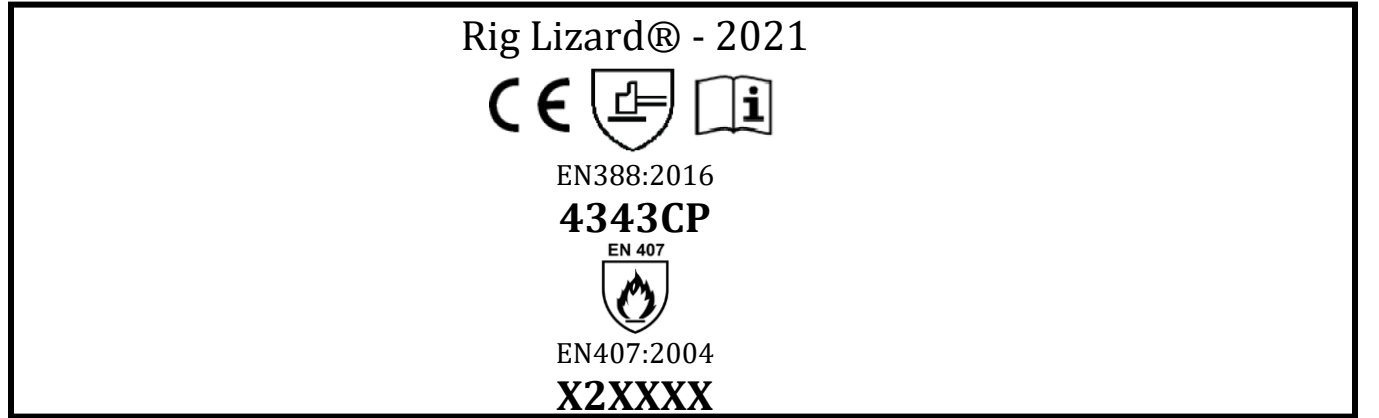 Rig Lizard® - 2021
CE i
EN388:2016
4343CP
EN 407
EN407:2004
X2XXXX